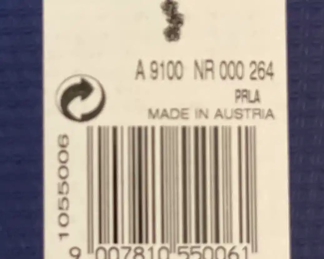 A 9100 NR 000 264
PRLA
MADE IN AUSTRIA
1055006
9 007810 550061